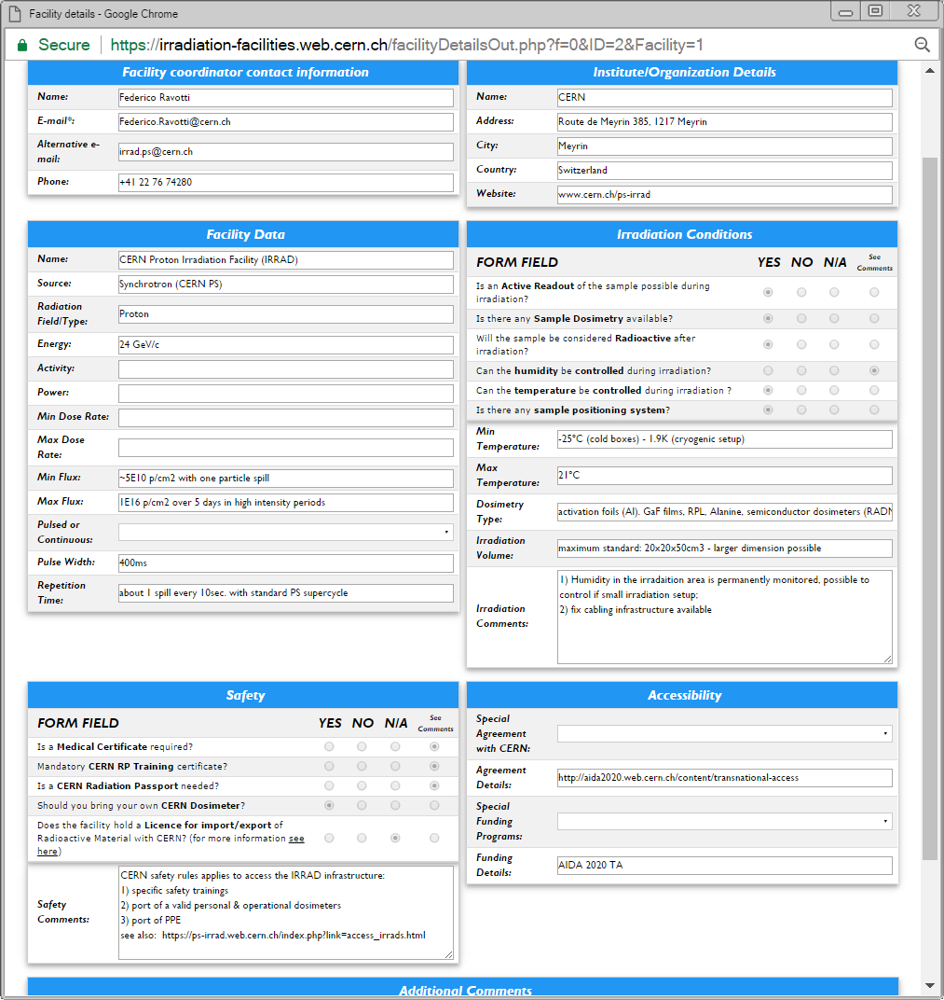 Facility details - Google Chrome
Secure https://irradiation-facilities.web.cern.ch/facilityDetailsOut.php?f=0&ID=2&Facility=1
Facility coordinator contact information
Name: Federico Ravotti
E-mail*: Federico.Ravotti@cern.ch
Alternative e-
mail: irrad.ps@cern.ch
Phone: +41 22 76 74280
Institute/Organization Details
Name: CERN
Address: Route de Meyrin 385, 1217 Meyrin
City: Meyrin
Country: Switzerland
Website: www.cern.ch/ps-irrad
Facility Data
Name: CERN Proton Irradiation Facility (IRRAD)
Source: Synchrotron (CERN PS)
Radiation
Field/Type: Proton
Energy: 24 GeV/c
Activity:
Power:
Min Dose Rate:
Max Dose
Rate:
Min Flux: ~5E10 p/cm2 with one particle spill
Max Flux: 1E16 p/cm2 over 5 days in high intensity periods
Pulsed or
Continuous:
Pulse Width: 400ms
Repetition
Time: about 1 spill every 10sec. with standard PS supercycle
Irradiation Conditions
FORM FIELD YES NO N/A See
Comments
Is an Active Readout of the sample possible during
irradiation?
Is there any Sample Dosimetry available?
Will the sample be considered Radioactive after
irradiation?
Can the humidity be controlled during irradiation?
Can the temperature be controlled during irradiation ?
Is there any sample positioning system?
Min
Temperature: -25°C (cold boxes) - 1.9K (cryogenic setup)
Max
Temperature: 21°C
Dosimetry
Type: activation foils (Al). GaF films, RPL, Alanine, semiconductor dosimeters (RADM
Irradiation
Volume: maximum standard: 20x20x50cm3 - larger dimension possible
Irradiation
Comments:
1) Humidity in the irradaition area is permanently monitored, possible to
control if small irradiation setup;
2) fix cabling infrastructure available
Safety
FORM FIELD YES NO N/A See
Comments
Is a Medical Certificate required?
Mandatory CERN RP Training certificate?
Is a CERN Radiation Passport needed?
Should you bring your own CERN Dosimeter?
Does the facility hold a Licence for import/export of
Radioactive Material with CERN? (for more information see
here)
Safety
Comments:
CERN safety rules applies to access the IRRAD infrastructure:
1) specific safety trainings
2) port of a valid personal & operational dosimeters
3) port of PPE
see also: https://ps-irrad.web.cern.ch/index.php?link=access_irrads.html
Accessibility
Special
Agreement
with CERN:
Agreement
Details: http://aida2020.web.cern.ch/content/transnational-access
Special
Funding
Programs:
Funding
Details: AIDA 2020 TA
Additional Comments